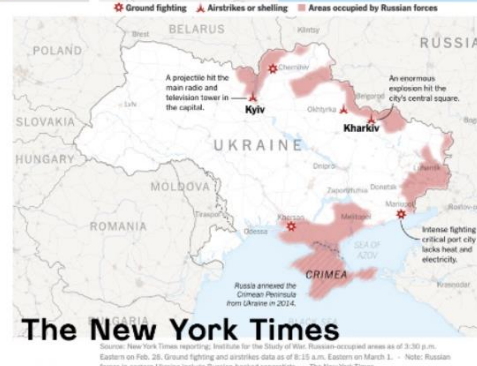 Ground fighting Airstrikes or shelling Areas occupied by Russian forces
BELARUS
Brest
Klintsy
POLAND
RUSSIA
Chernihiv
A projectile hit the
main radio and
television tower in
the capital.
An enormous
explosion hit the
city's central square.
Belgorod
Okhtyrka
Lviv
Kyiv
Kharkiv
SLOVAKIA
UKRAINE
HUNGARY
Dnipro
MOLDOVA
Zaporizhzhia
Donetsk
Mariupol
Rostov
Tiraspol
Kherson
Melitopol
ROMANIA
Odessa
SEA OF
AZOV
Intense fighting
critical port city
lacks heat and
electricity.
CRIMEA
Krasnodar
Russia annexed the
Crimean Peninsula
from Ukraine in 2014.
BLACK SEA
The New York Times
Source: New York Times reporting; Institute for the Study of War. Russian-occupied areas as of 3:30 p.m.
Eastern on Feb. 28. Ground fighting and airstrikes data as of 8:15 a.m. Eastern on March 1. - Note: Russian